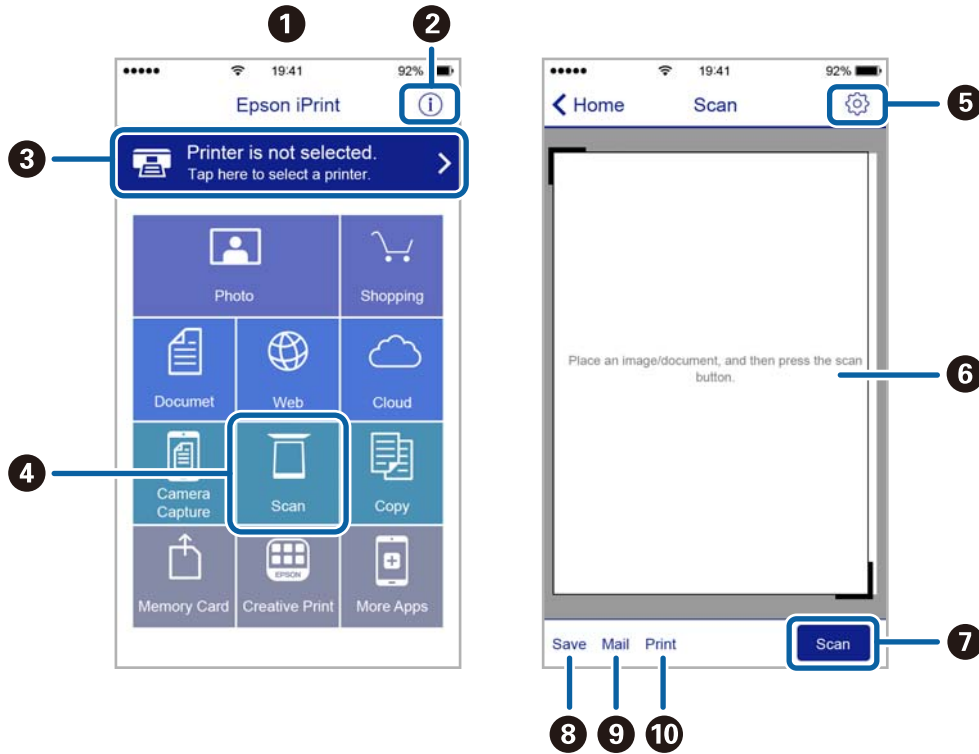 1
2
19:41
92%
Epson iPrint
i
3
Printer is not selected.
Tap here to select a printer.
Photo
Shopping
Documet
Web
Cloud
4
Camera
Capture
Scan
Copy
EPSON
Memory Card
Creative Print
More Apps
19:41
92%
Home
Scan
5
Place an image/document, and then press the scan
button.
6
Save
Mail
Print
Scan
7
8
9
10